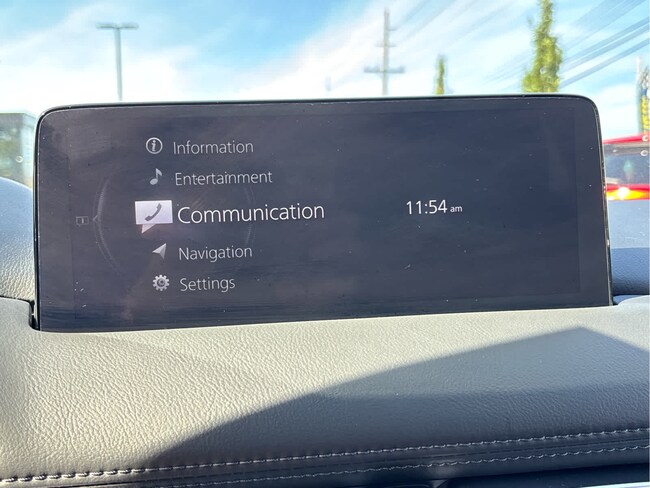 Information
Entertainment
Communication
11:54 am
Navigation
Settings